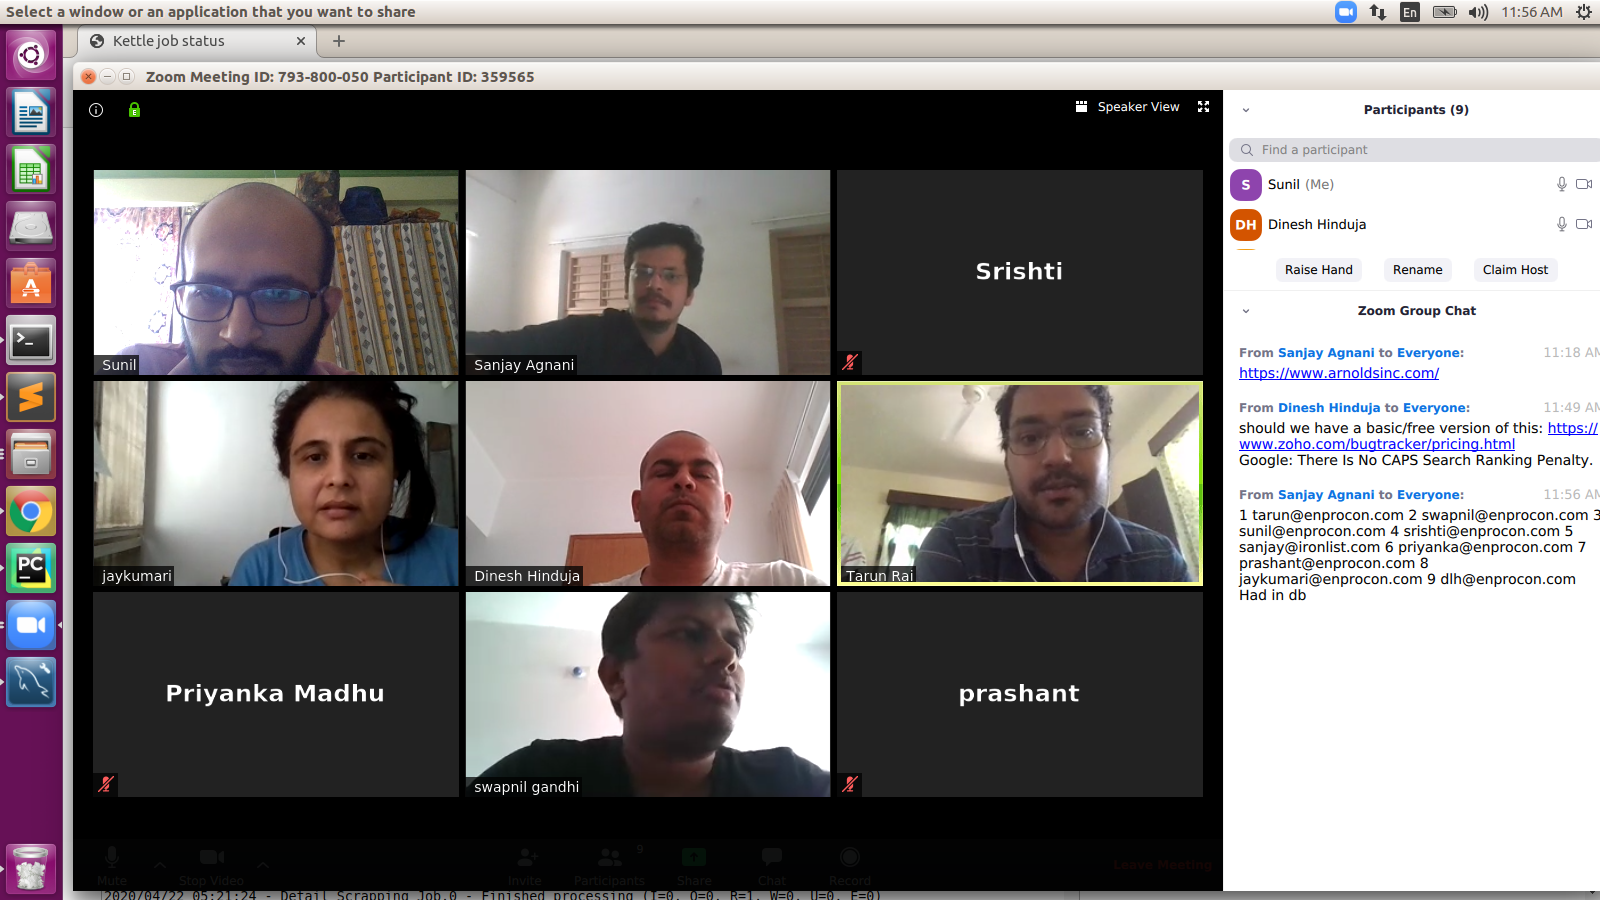 Select a window or an application that you want to share
En
11:56 AM
Kettle job status
Zoom Meeting ID: 793-800-050 Participant ID: 359565
Speaker View
Sunil
Sanjay Agnani
Srishti
jaykumari
Dinesh Hinduja
Tarun Rai
Priyanka Madhu
swapnil gandhi
prashant
Mute
Stop Video
Invite
Participants
9
Share
Chat
Record
Leave Meeting
2020/04/22 05:21:24 - Detail Scrapping Job.0 - Finished processing (I=0, O=0, R=1, W=0, U=0, E=0)
Participants (9)
Find a participant
S
Sunil (Me)
DH
Dinesh Hinduja
Raise Hand
Rename
Claim Host
Zoom Group Chat
From Sanjay Agnani to Everyone:
11:18 AM
https://www.arnoldsinc.com/
From Dinesh Hinduja to Everyone:
11:49 AM
should we have a basic/free version of this: https://
www.zoho.com/bugtracker/pricing.html
Google: There Is No CAPS Search Ranking Penalty.
From Sanjay Agnani to Everyone:
11:56 AM
1 tarun@enprocon.com 2 swapnil@enprocon.com 3
sunil@enprocon.com 4 srishti@enprocon.com 5
sanjay@ironlist.com 6 priyanka@enprocon.com 7
prashant@enprocon.com 8
jaykumari@enprocon.com 9 dlh@enprocon.com
Had in db
PC